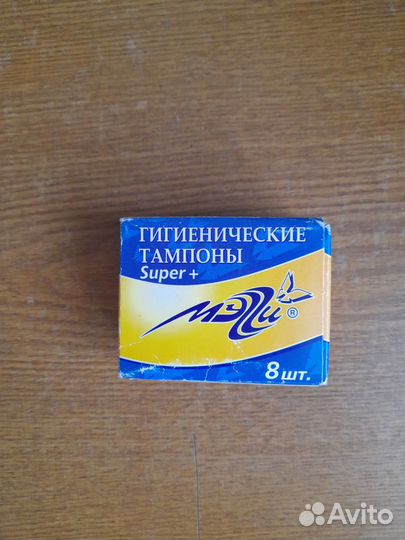 ГИГИЕНИЧЕСКИЕ
ТАМПОНЫ
Super +
Мэлли ®
8 шт.
Avito